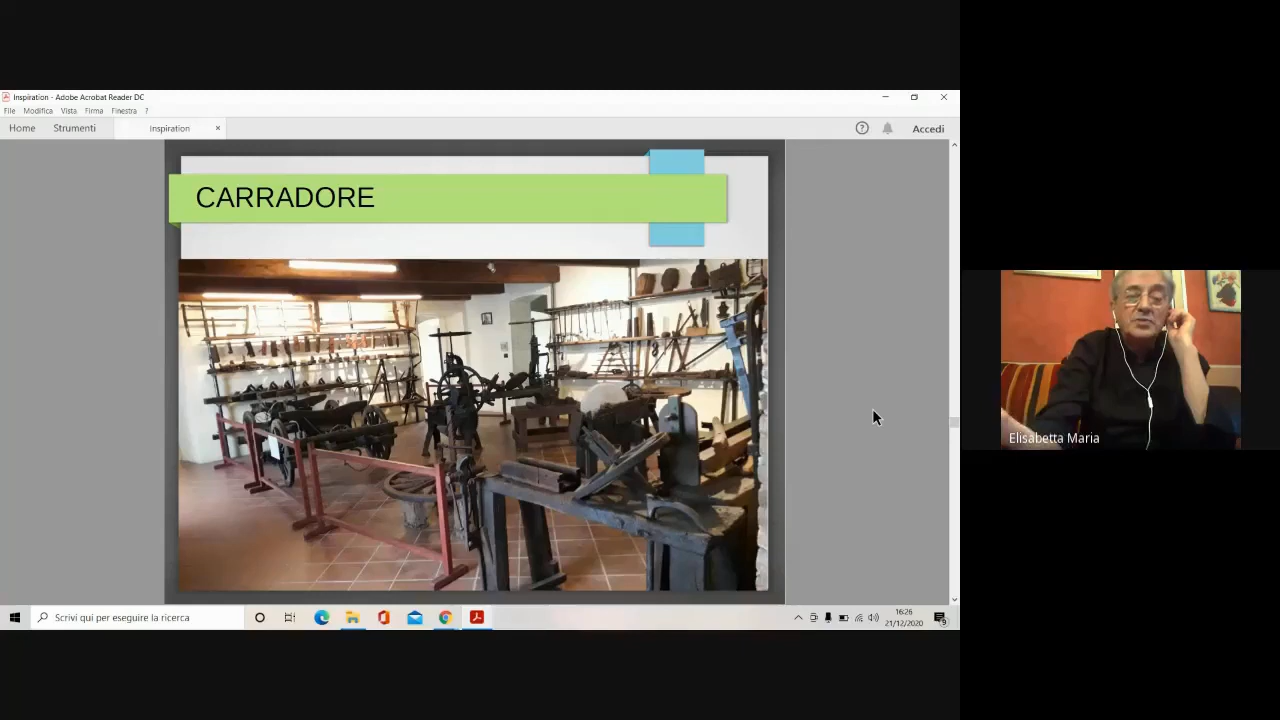 Inspiration - Adobe Acrobat Reader DC
File Modifica Vista Firma Finestra ?
Home Strumenti Inspiration × ? Accedi
CARRADORE
Elisabetta Maria
Scrivi qui per eseguire la ricerca
16:26
21/12/2020
9